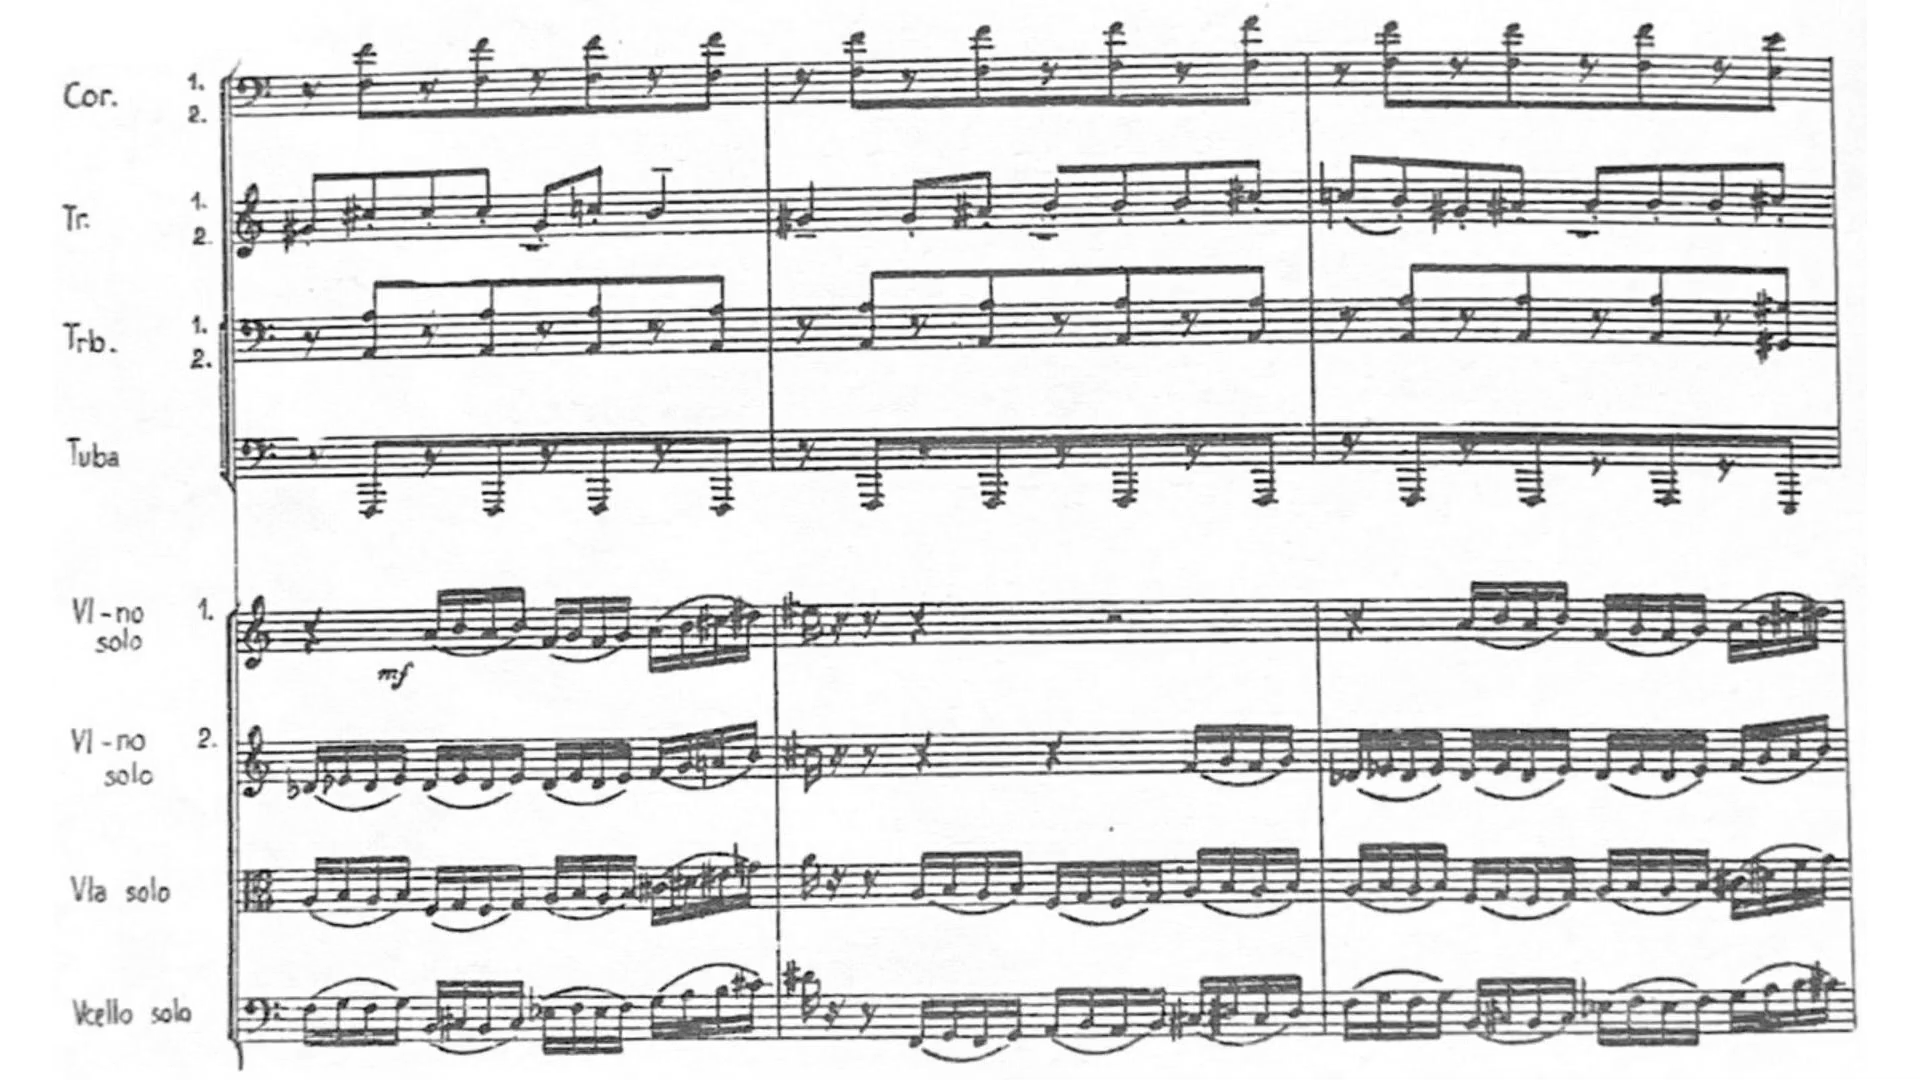 Cor. 1.
2.
Tr. 1.
2.
Trb. 1.
2.
Tuba
Vl-no 1.
solo
mf
Vl-no 2.
solo
Vla solo
Vcello solo